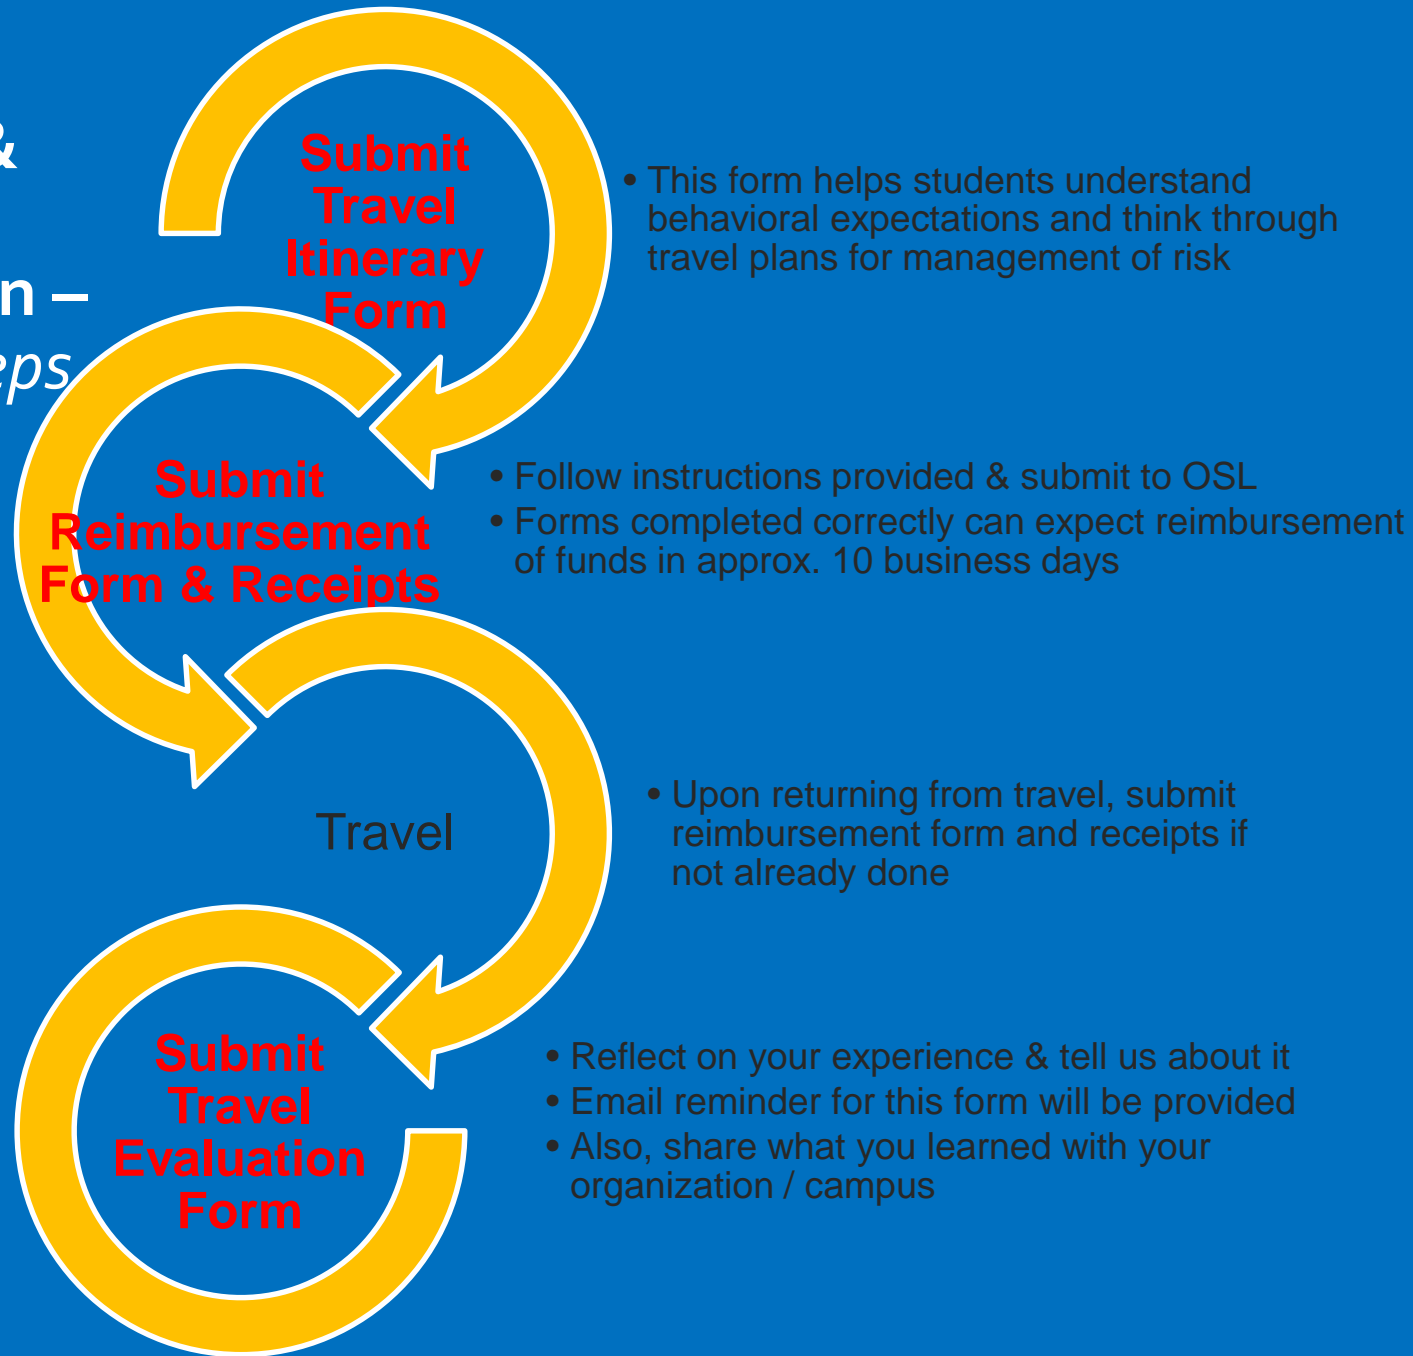 &
n –
eps
Submit
Travel
Itinerary
Form
• This form helps students understand
behavioral expectations and think through
travel plans for management of risk
Submit
Reimbursement
Form & Receipts
• Follow instructions provided & submit to OSL
• Forms completed correctly can expect reimbursement
of funds in approx. 10 business days
Travel
• Upon returning from travel, submit
reimbursement form and receipts if
not already done
Submit
Travel
Evaluation
Form
• Reflect on your experience & tell us about it
• Email reminder for this form will be provided
• Also, share what you learned with your
organization / campus